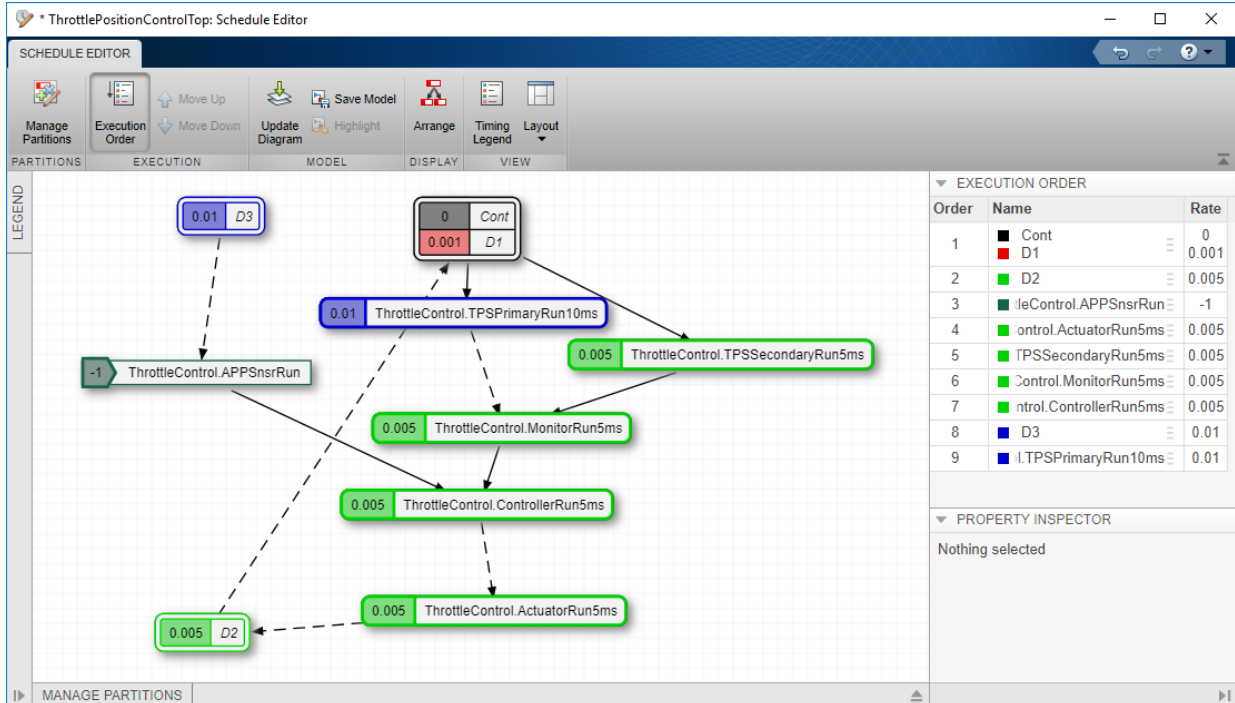 * ThrottlePositionControlTop: Schedule Editor
SCHEDULE EDITOR
Manage Partitions
Execution Order
Move Up
Move Down
Update Diagram
Save Model
Highlight
Arrange
Timing Legend
Layout
PARTITIONS
EXECUTION
MODEL
DISPLAY
VIEW
LEGEND
0.01 D3
0 Cont
0.001 D1
0.01 ThrottleControl.TPSPrimaryRun10ms
0.005 ThrottleControl.TPSSecondaryRun5ms
-1 ThrottleControl.APPSnsrRun
0.005 ThrottleControl.MonitorRun5ms
0.005 ThrottleControl.ControllerRun5ms
0.005 ThrottleControl.ActuatorRun5ms
0.005 D2
MANAGE PARTITIONS
EXECUTION ORDER
Order Name Rate
1 Cont 0
D1 0.001
2 D2 0.005
3 tleControl.APPSnsrRun -1
4 ontrol.ActuatorRun5ms 0.005
5 TPSSecondaryRun5ms 0.005
6 Control.MonitorRun5ms 0.005
7 ntrol.ControllerRun5ms 0.005
8 D3 0.01
9 l.TPSPrimaryRun10ms 0.01
PROPERTY INSPECTOR
Nothing selected